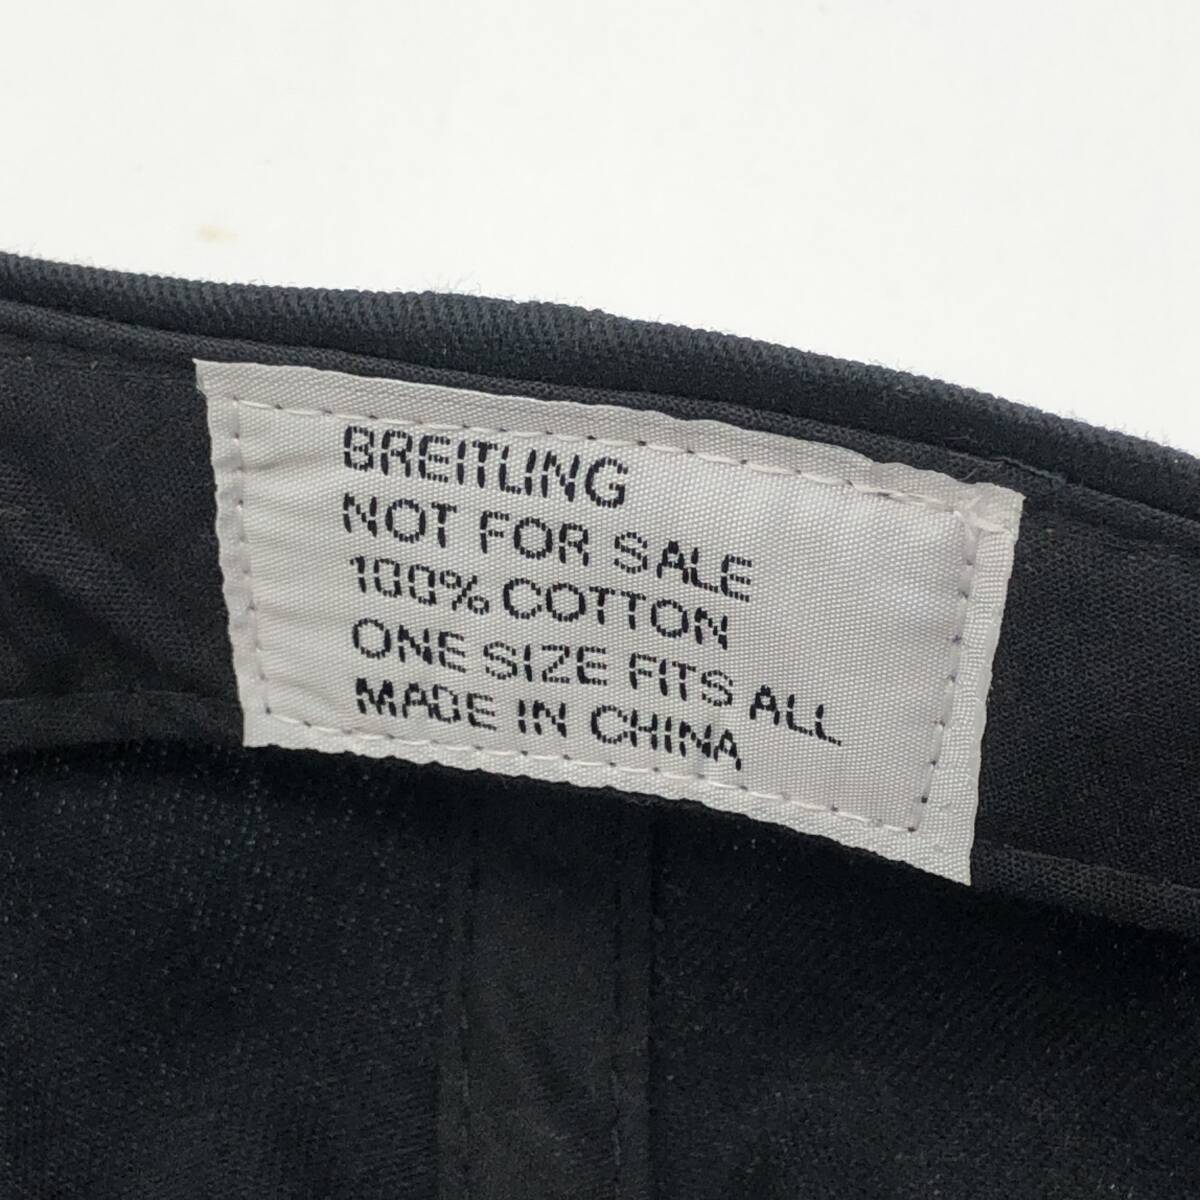 BREITLING
NOT FOR SALE
100% COTTON
ONE SIZE FITS ALL
MADE IN CHINA